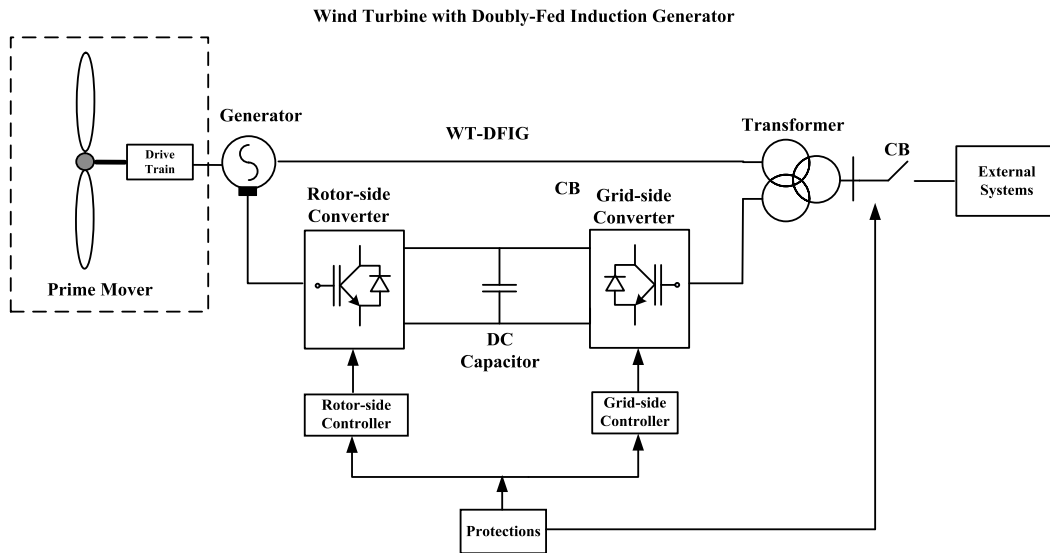 Wind Turbine with Doubly-Fed Induction Generator
Generator
WT-DFIG
Transformer
CB
Drive
Train
External
Systems
Rotor-side
Converter
CB
Grid-side
Converter
Prime Mover
DC
Capacitor
Rotor-side
Controller
Grid-side
Controller
Protections